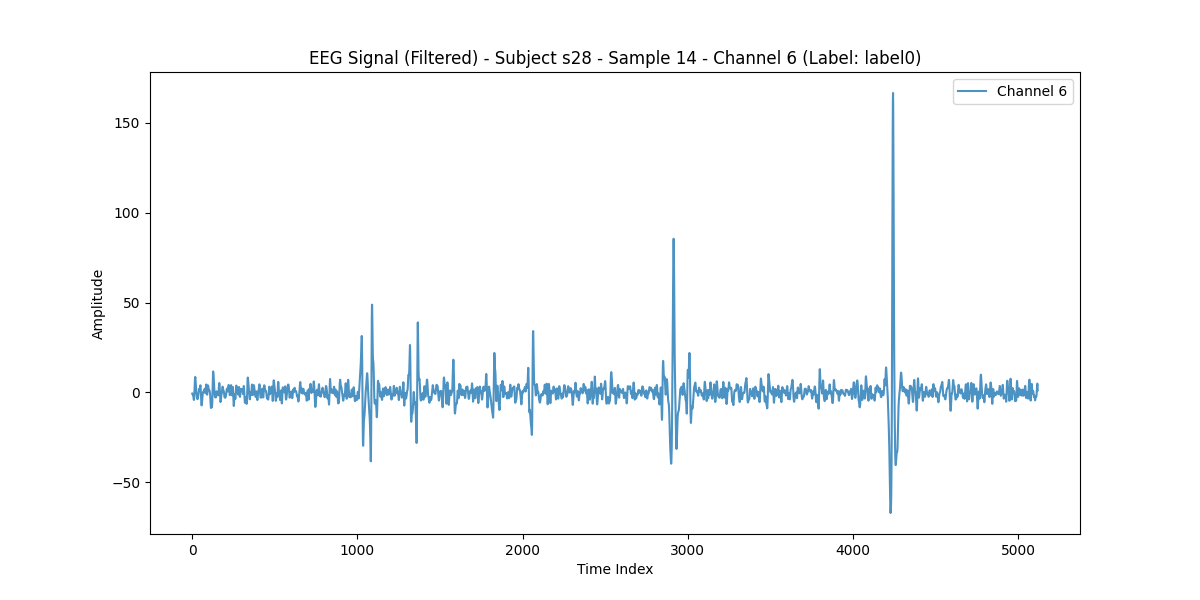 EEG Signal (Filtered) - Subject s28 - Sample 14 - Channel 6 (Label: label0)
Channel 6
150
100
50
0
−50
Amplitude
0 1000 2000 3000 4000 5000
Time Index